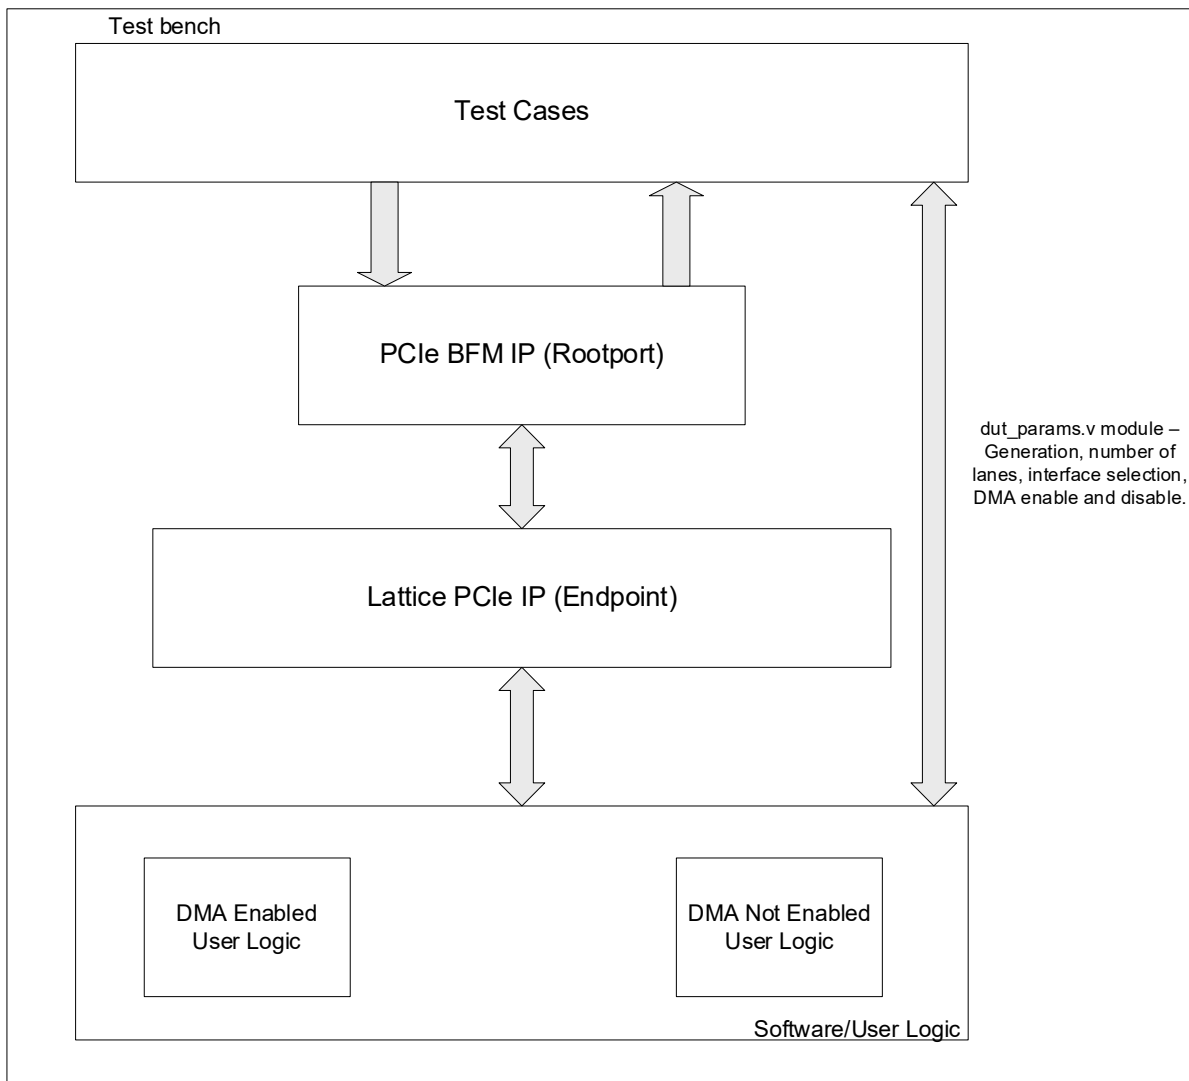 Test bench
Test Cases
PCIe BFM IP (Rootport)
dut_params.v module –
Generation, number of
lanes, interface selection,
DMA enable and disable.
Lattice PCIe IP (Endpoint)
DMA Enabled
User Logic
DMA Not Enabled
User Logic
Software/User Logic